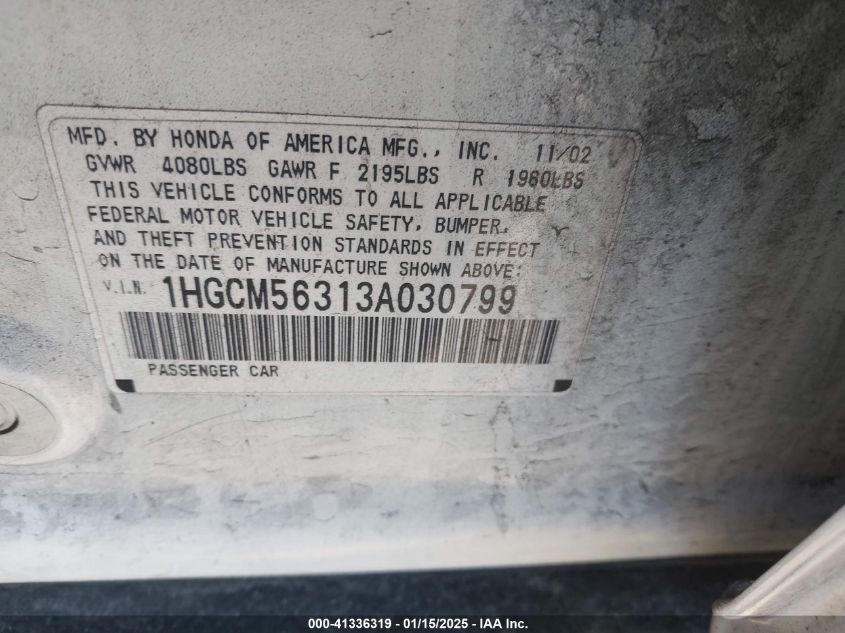 MFD. BY HONDA OF AMERICA MFG., INC. 11/02
GVWR 4080LBS GAWR F 2195LBS R 1960LBS
THIS VEHICLE CONFORMS TO ALL APPLICABLE
FEDERAL MOTOR VEHICLE SAFETY, BUMPER,
AND THEFT PREVENTION STANDARDS IN EFFECT
ON THE DATE OF MANUFACTURE SHOWN ABOVE:
V.I.N. 1HGCM56313A030799
PASSENGER CAR
000-41336319 - 01/15/2025 - IAA Inc.